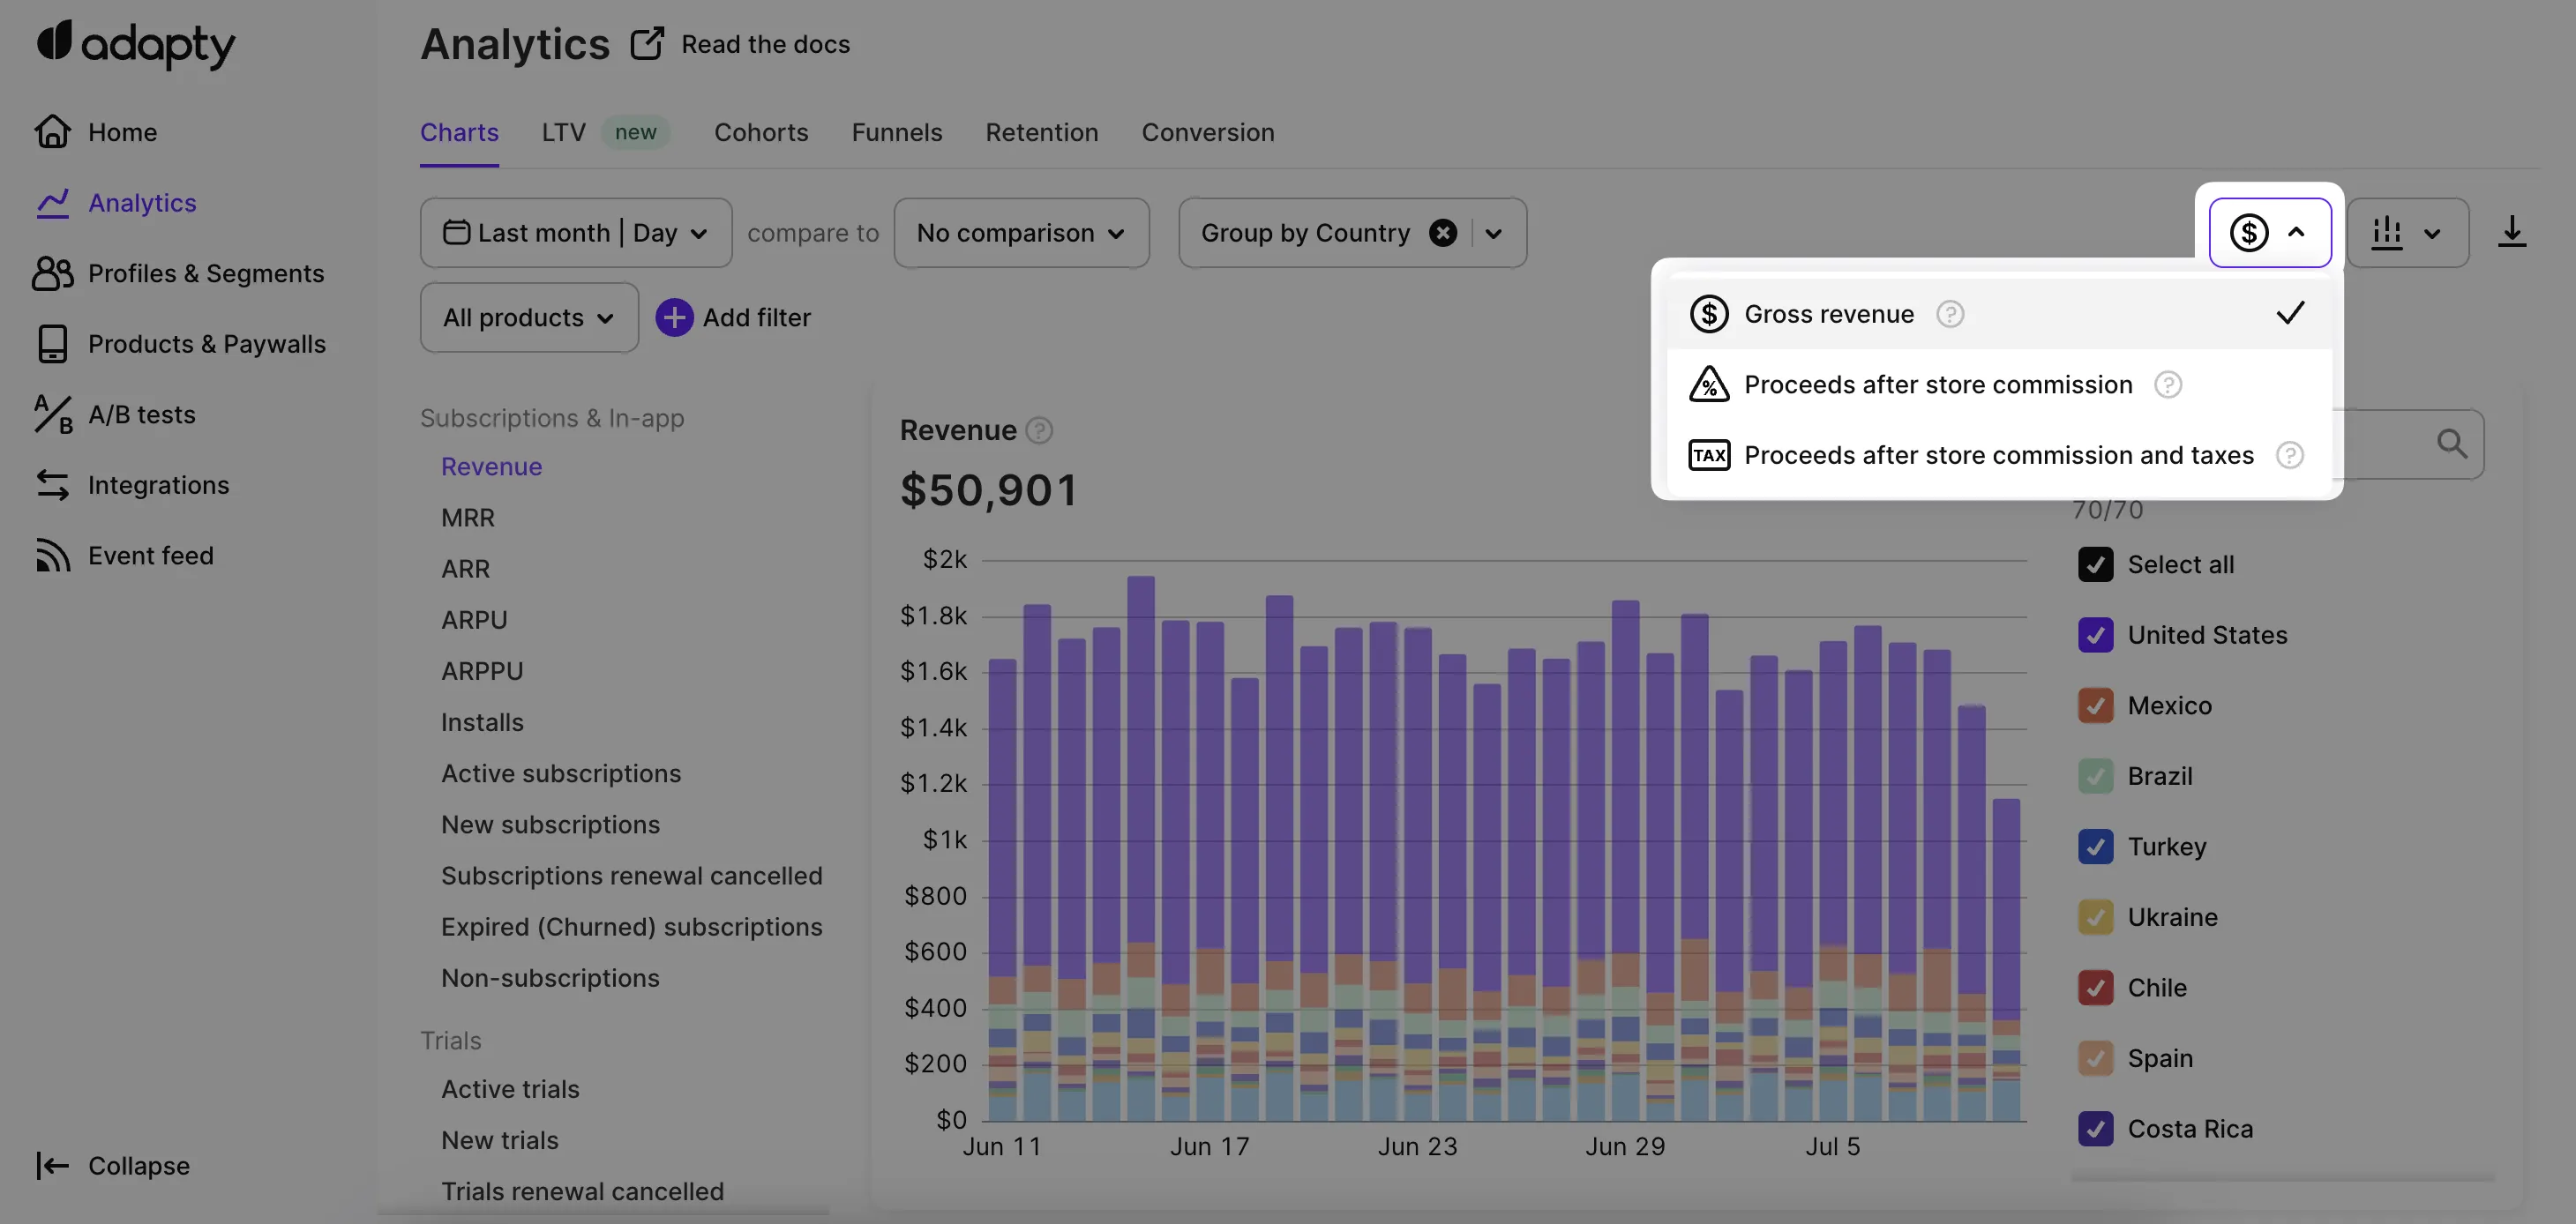 adapty
Home
Analytics
Profiles & Segments
Products & Paywalls
A/B tests
Integrations
Event feed
Collapse
Analytics Read the docs
Charts LTV new Cohorts Funnels Retention Conversion
Last month | Day compare to No comparison Group by Country
All products Add filter
$ Gross revenue ?
% Proceeds after store commission ?
TAX Proceeds after store commission and taxes ?
Subscriptions & In-app
Revenue
MRR
ARR
ARPU
ARPPU
Installs
Active subscriptions
New subscriptions
Subscriptions renewal cancelled
Expired (Churned) subscriptions
Non-subscriptions
Trials
Active trials
New trials
Trials renewal cancelled
Revenue ?
$50,901
$2k
$1.8k
$1.6k
$1.4k
$1.2k
$1k
$800
$600
$400
$200
$0
Jun 11 Jun 17 Jun 23 Jun 29 Jul 5
70/70
Select all
United States
Mexico
Brazil
Turkey
Ukraine
Chile
Spain
Costa Rica